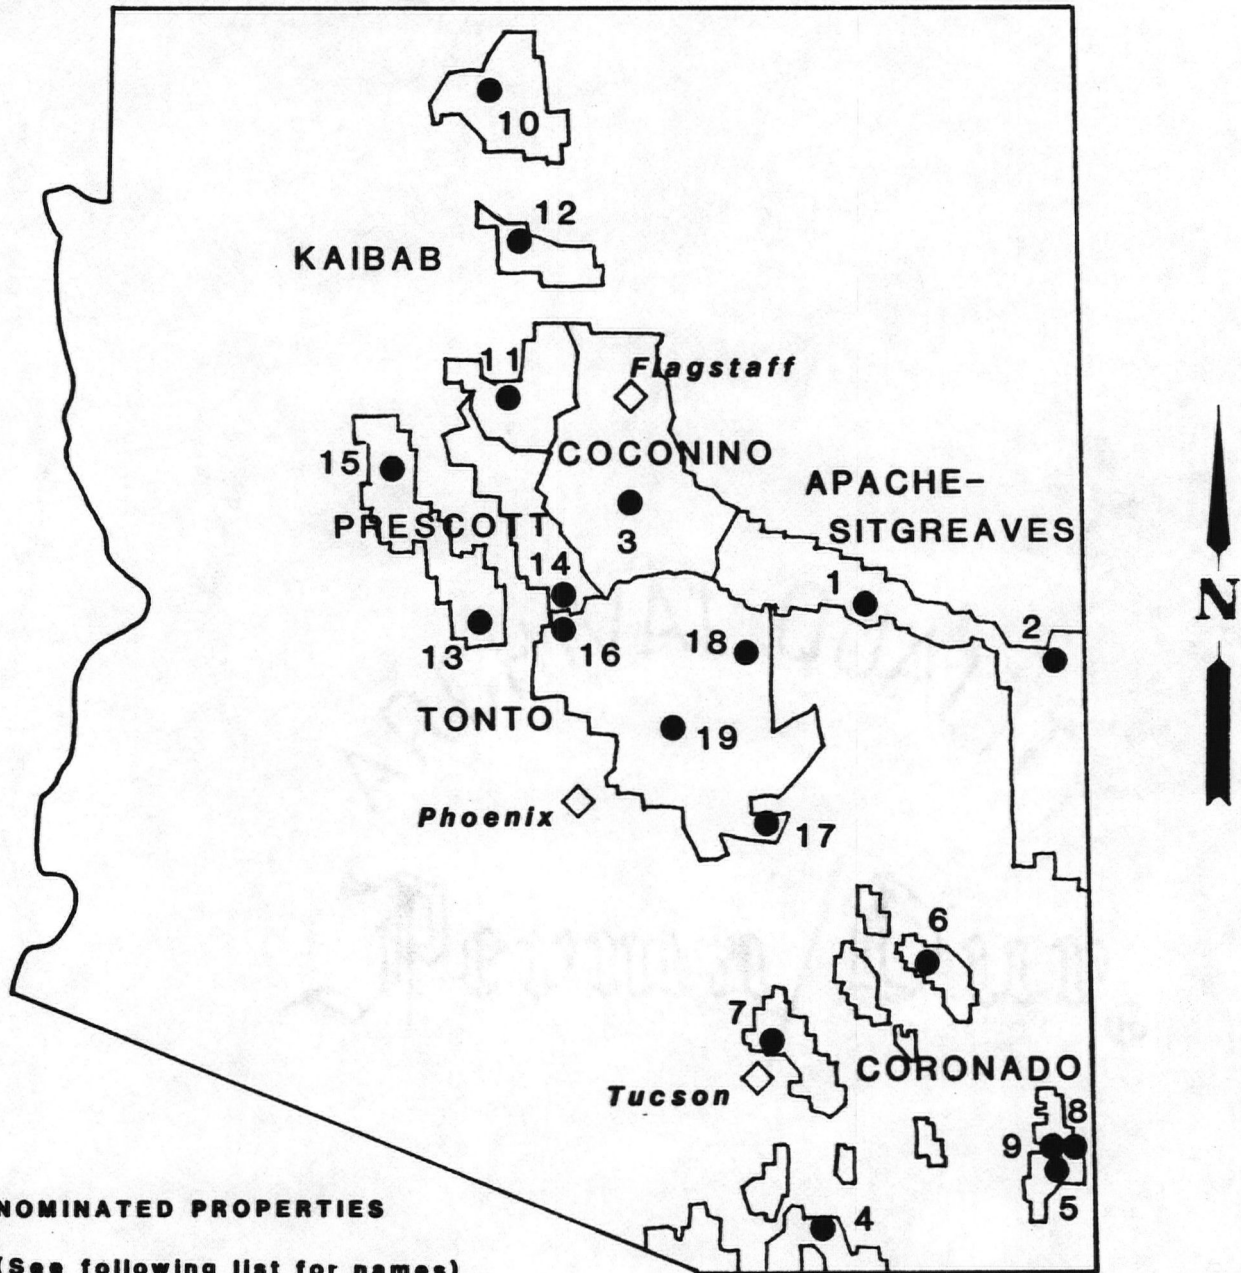 10
12
KAIBAB
11
Flagstaff
15
COCONINO
APACHE-
SITGREAVES
PRESCOTT
3
14
1
2
N
13
16
18
TONTO
19
Phoenix
17
6
7
CORONADO
Tucson
8
9
5
4
NOMINATED PROPERTIES
(See following list for names)